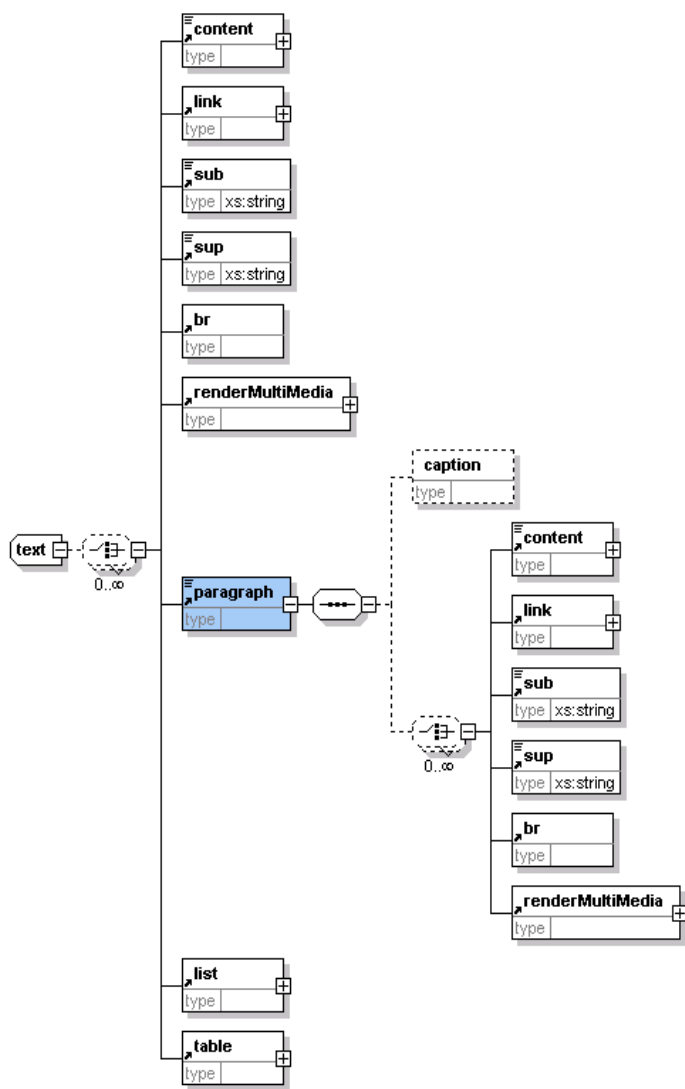 content
type
link
type
sub
type xs:string
sup
type xs:string
br
type
renderMultiMedia
type
caption
type
text
0..∞
paragraph
type
content
type
link
type
sub
type xs:string
sup
type xs:string
0..∞
br
type
renderMultiMedia
type
list
type
table
type